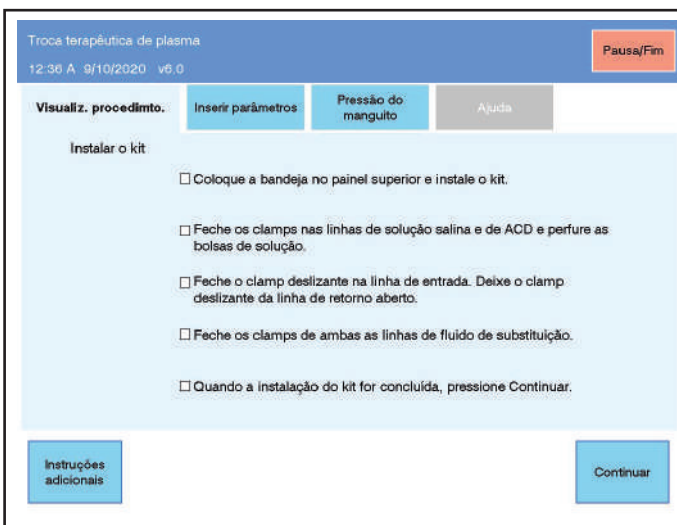 Troca terapêutica de plasma
12:36 A 9/10/2020 v6.0
Pausa/Fim
Visualiz. procedimto.
Inserir parâmetros
Pressão do
manguito
Ajuda
Instalar o kit
Coloque a bandeja no painel superior e instale o kit.
Feche os clamps nas linhas de solução salina e de ACD e perfure as
bolsas de solução.
Feche o clamp deslizante na linha de entrada. Deixe o clamp
deslizante da linha de retorno aberto.
Feche os clamps de ambas as linhas de fluido de substituição.
Quando a instalação do kit for concluída, pressione Continuar.
Instruções
adicionais
Continuar